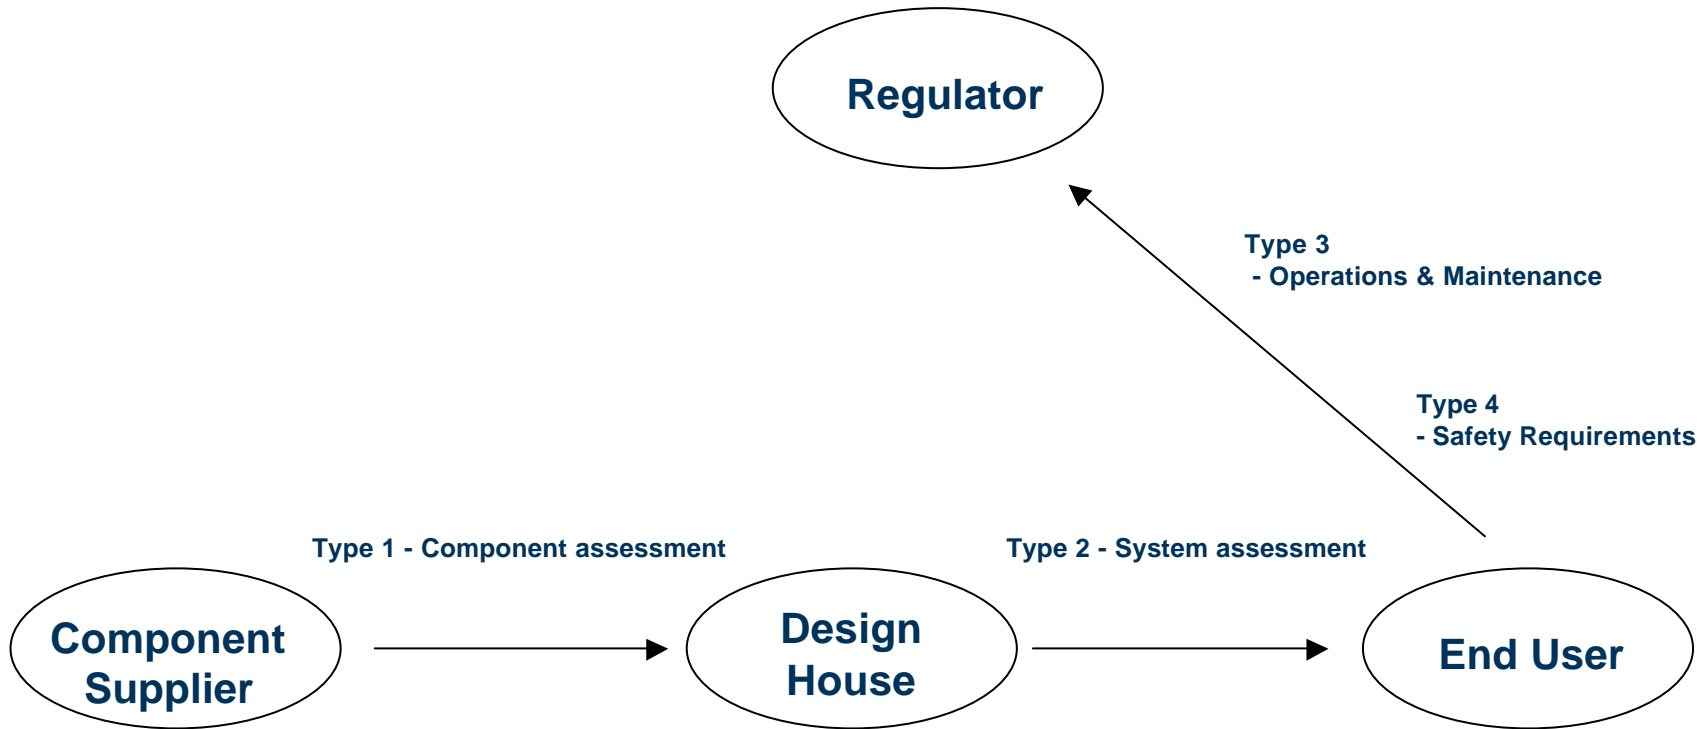 Regulator
Type 3
- Operations & Maintenance
Type 4
- Safety Requirements
Type 1 - Component assessment
Type 2 - System assessment
Component
Supplier
Design
House
End User